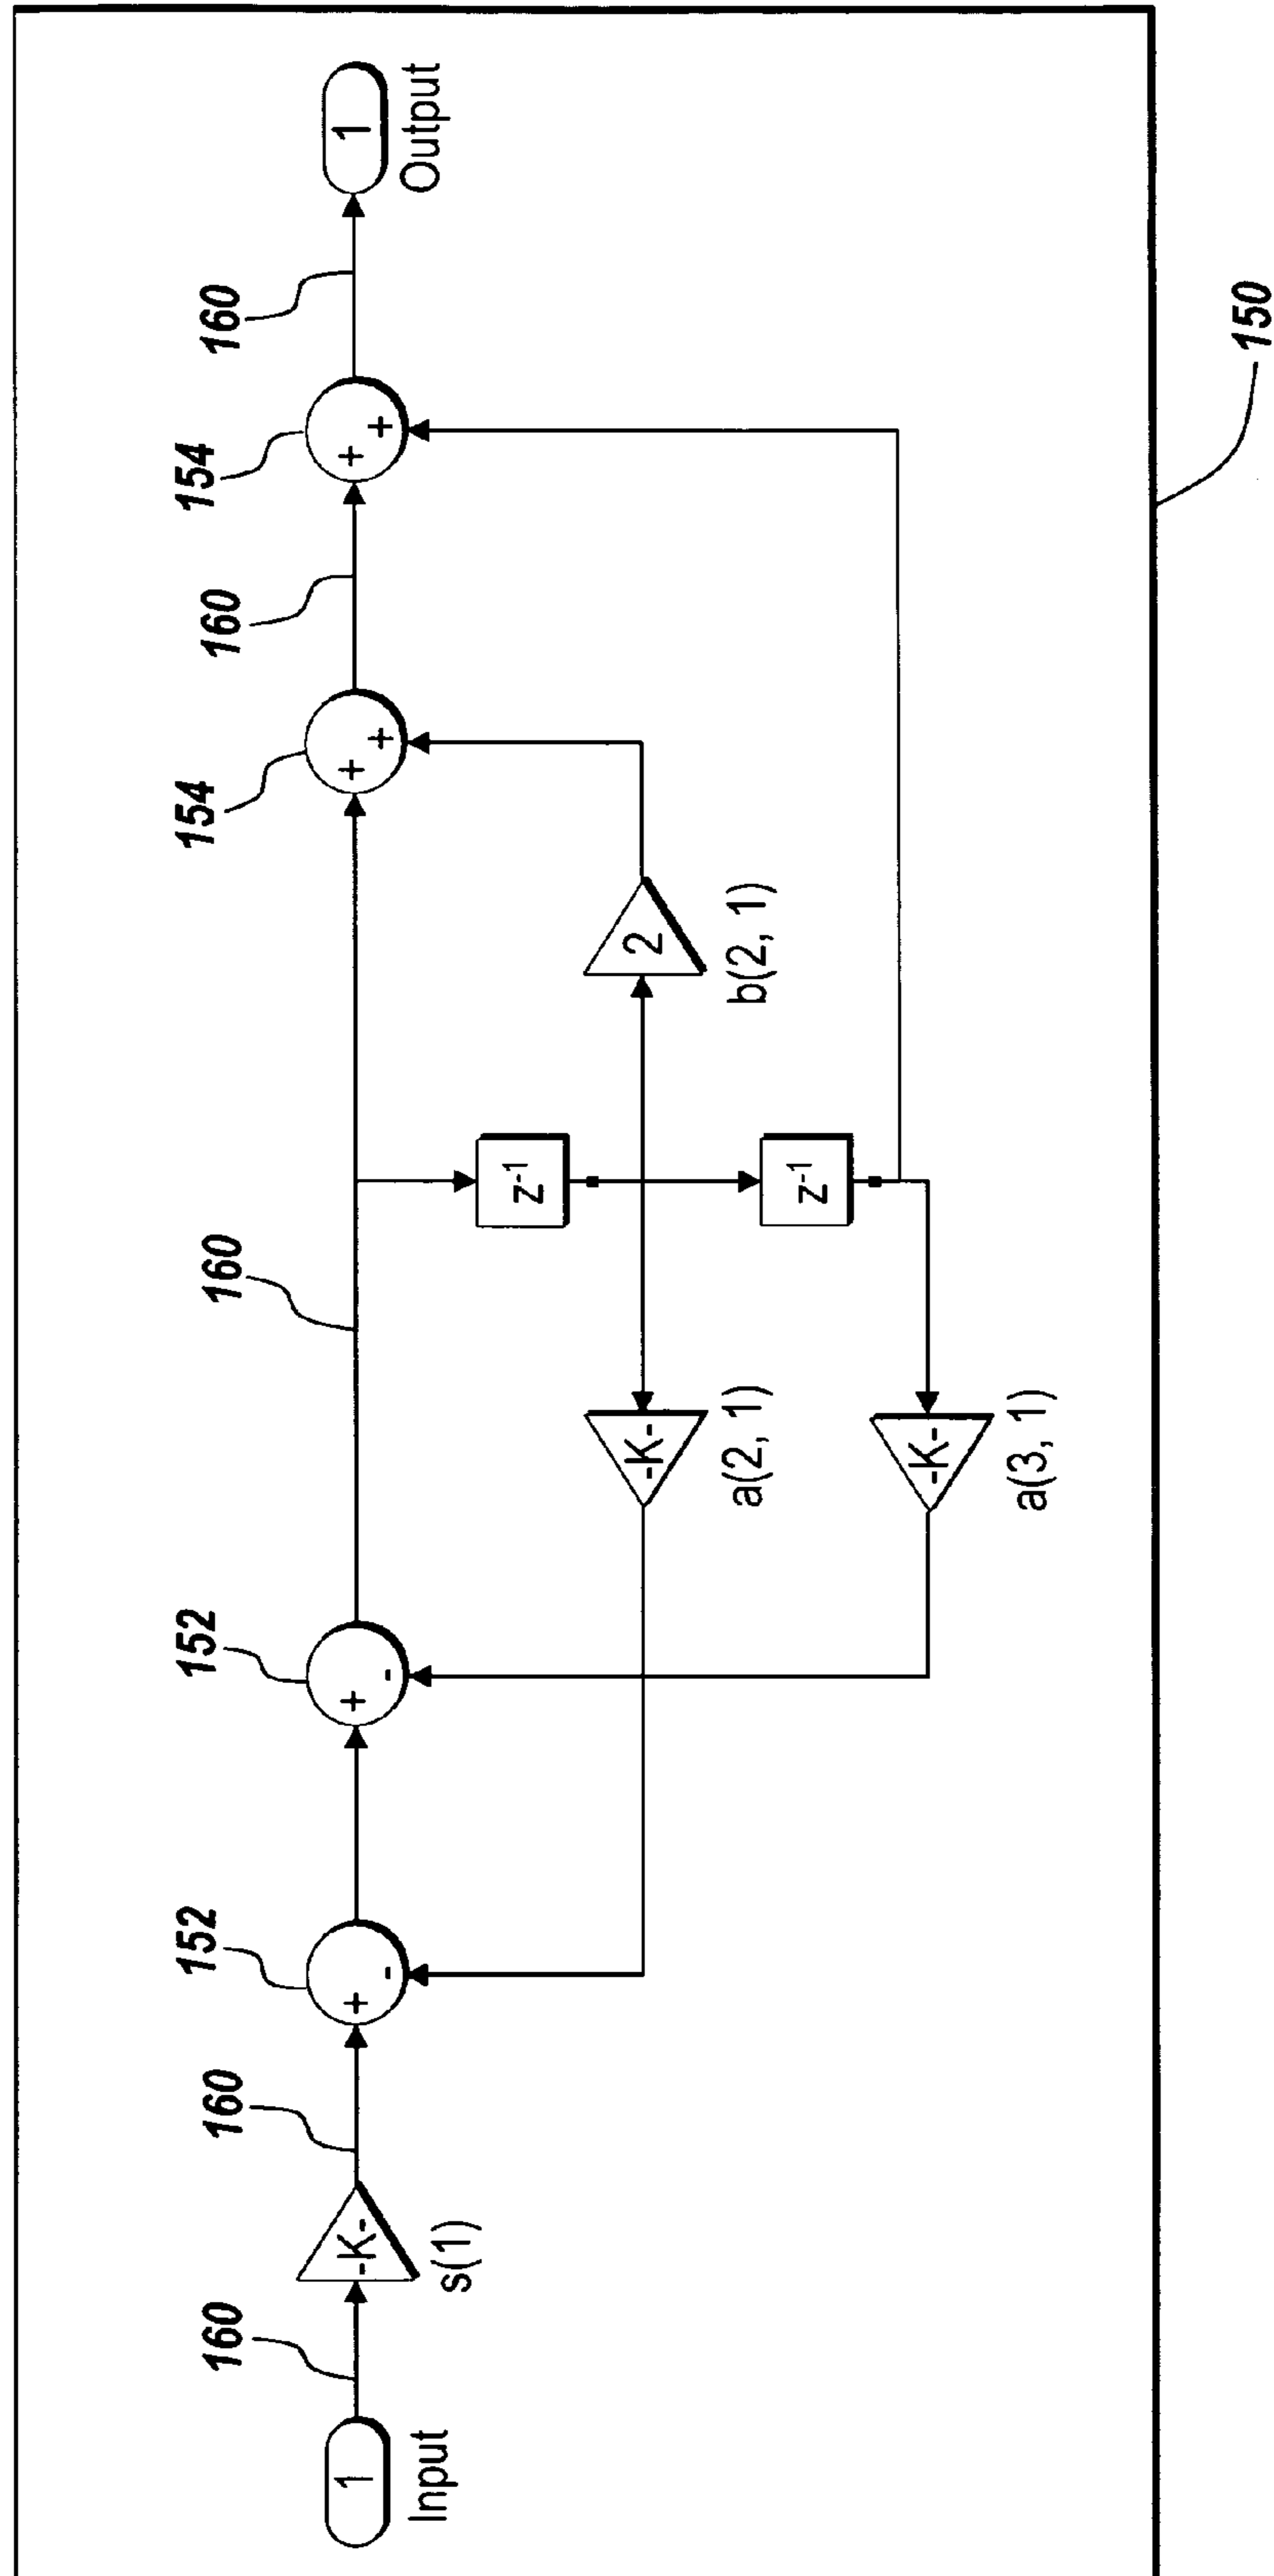 160
160
152
152
160
154
160
154
160
1
Input
-K-
s(1)
+
-
+
-
+
+
+
+
1
Output
z-1
-K-
a(2, 1)
2
b(2, 1)
z-1
-K-
a(3, 1)
150